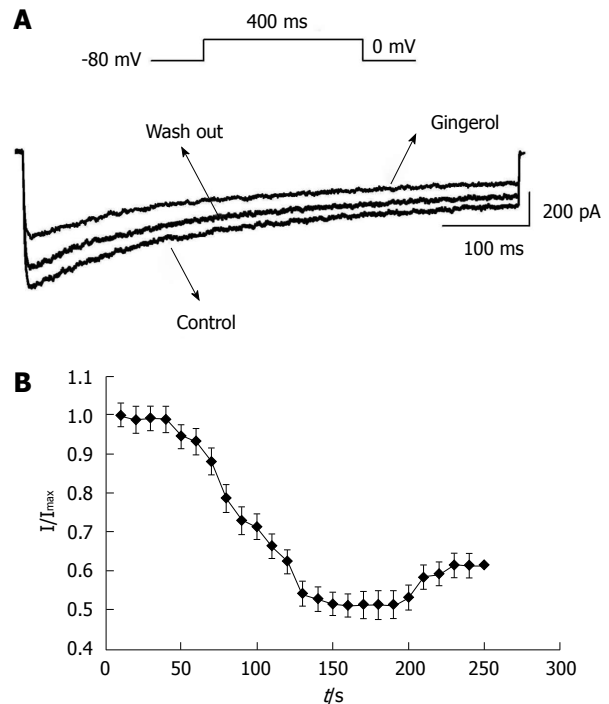 A
400 ms
-80 mV
0 mV
Wash out
Gingerol
200 pA
100 ms
Control
B
1.1
1.0
0.9
0.8
0.7
0.6
0.5
0.4
I/Imax
0
50
100
150
200
250
300
t/s